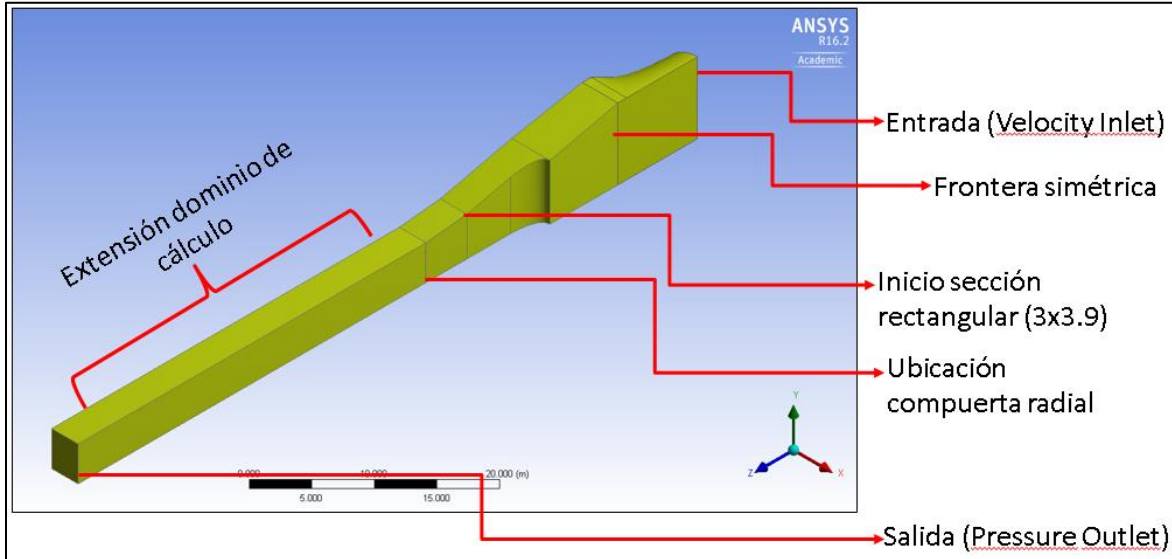 ANSYS
R16.2
Academic
Entrada (Velocity Inlet)
Frontera simétrica
Extensión dominio de
cálculo
Inicio sección
rectangular (3x3.9)
Ubicación
compuerta radial
Y
Z
X
0.000
10.000
20.000 (m)
5.000
15.000
Salida (Pressure Outlet)